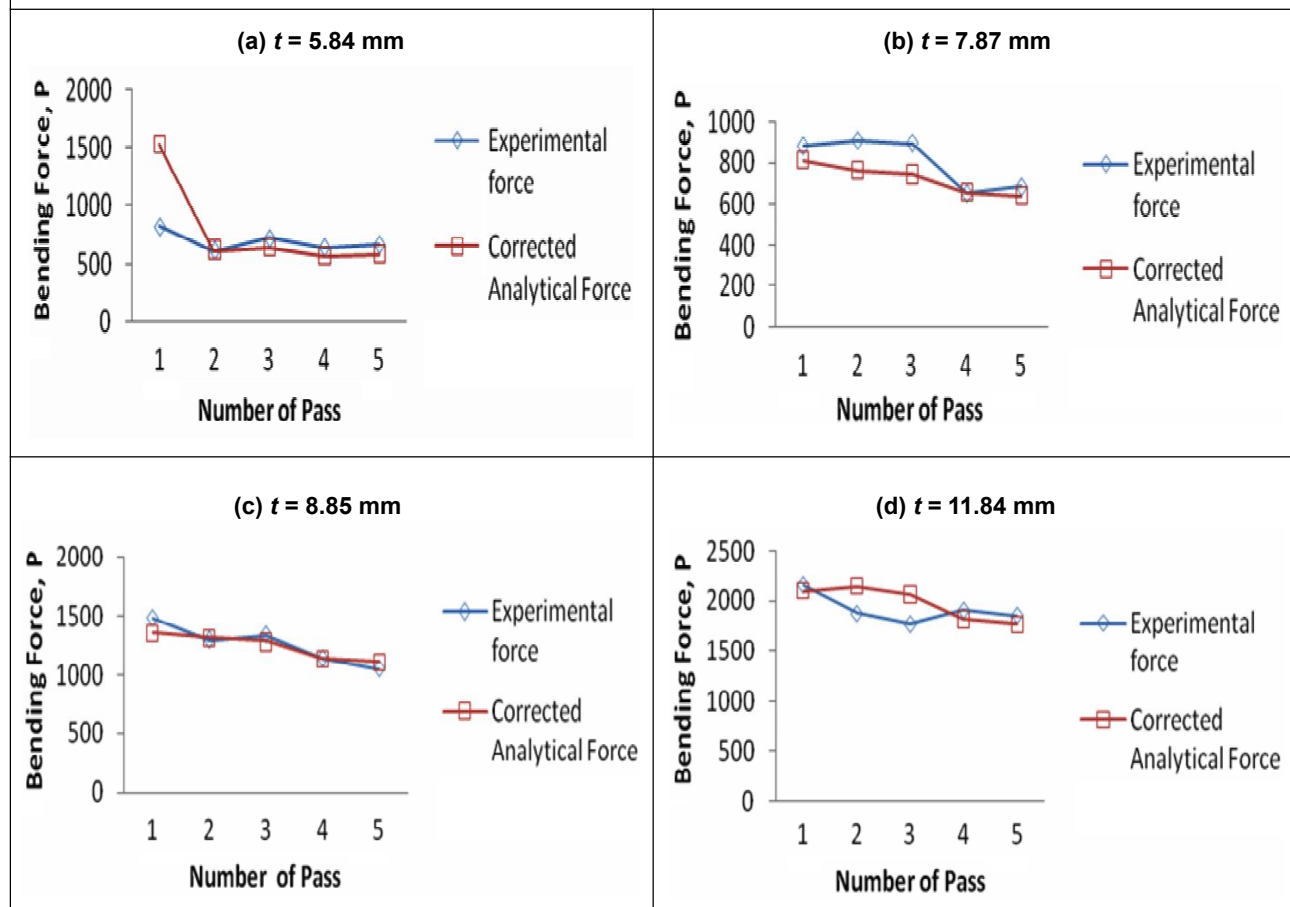 (a) t = 5.84 mm
Bending Force, P
2000
1500
1000
500
0
1 2 3 4 5
Number of Pass
Experimental
force
Corrected
Analytical Force
(b) t = 7.87 mm
Bending Force, P
1000
800
600
400
200
0
1 2 3 4 5
Number of Pass
Experimental
force
Corrected
Analytical Force
(c) t = 8.85 mm
Bending Force, P
2000
1500
1000
500
0
1 2 3 4 5
Number of Pass
Experimental
force
Corrected
Analytical Force
(d) t = 11.84 mm
Bending Force, P
2500
2000
1500
1000
500
0
1 2 3 4 5
Number of Pass
Experimental
force
Corrected
Analytical Force